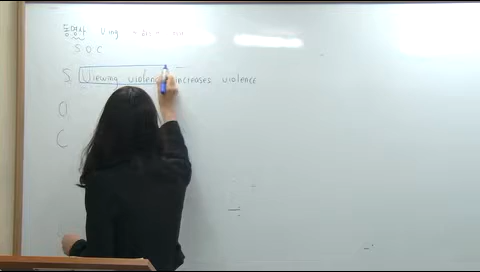 동명사 Ving
S O C
S. Viewing violence increases violence
O
C